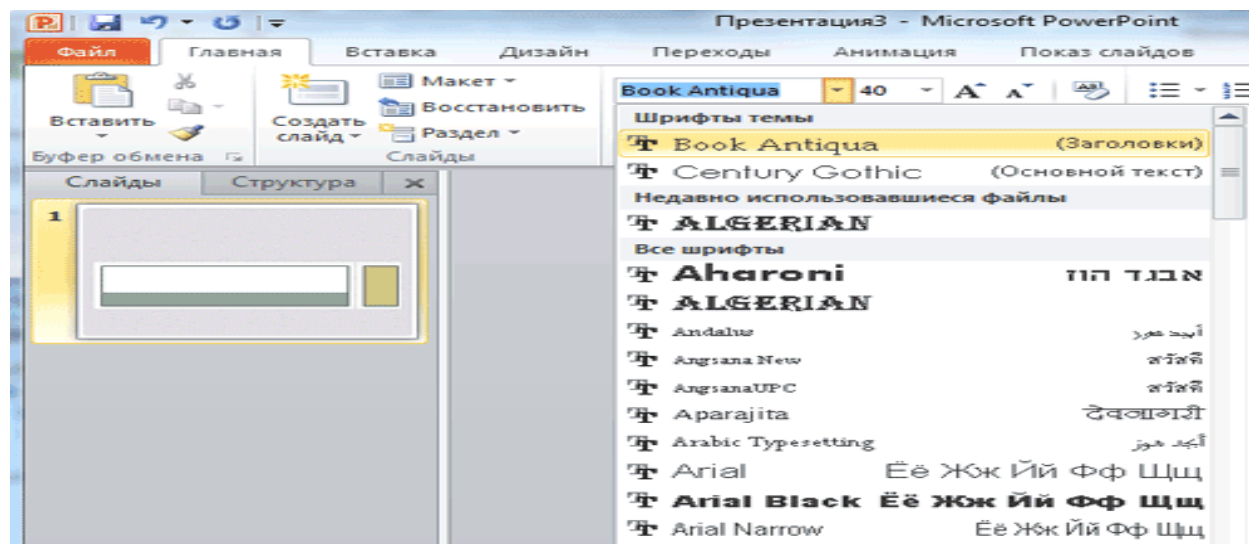 Презентация3 - Microsoft PowerPoint
Файл Главная Вставка Дизайн Переходы Анимация Показ слайдов
Вставить
Буфер обмена
Создать слайд
Макет
Восстановить
Раздел
Слайды
Book Antiqua 40
Слайды Структура
1
Шрифты темы
Book Antiqua (Заголовки)
Century Gothic (Основной текст)
Недавно использовавшиеся файлы
ALGERIAN
Все шрифты
Aharoni אבגד הוז
ALGERIAN
Andalus أبجد هوز
Angsana New สวัสดี
AngsanaUPC สวัสดี
Aparajita देवनागरी
Arabic Typesetting أبجد هوز
Arial Ёё Жж Йй Фф Щщ
Arial Black Ёё Жж Йй Фф Щщ
Arial Narrow Ёё Жж Йй Фф Щщ